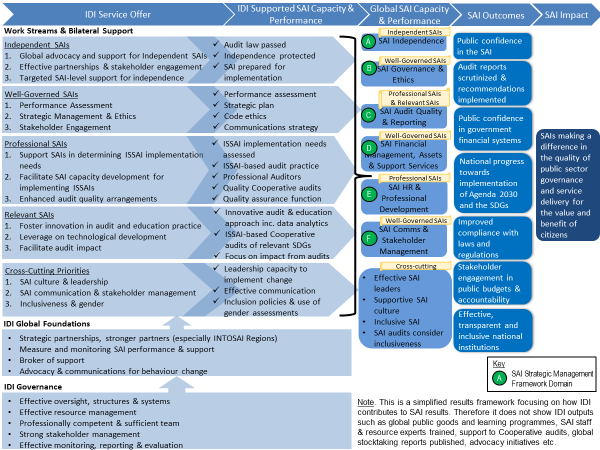 IDI Service Offer
IDI Supported SAI Capacity &
Performance
Global SAI Capacity
& Performance
SAI Outcomes
SAI Impact
Work Streams & Bilateral Support
Independent SAIs
1. Global advocacy and support for Independent SAIs
2. Effective partnerships & stakeholder engagement
3. Targeted SAI-level support for independence
✓ Audit law passed
✓ Independence protected
✓ SAI prepared for
implementation
Well-Governed SAIs
1. Performance Assessment
2. Strategic Management & Ethics
3. Stakeholder Engagement
✓ Performance assessment
✓ Strategic plan
✓ Code ethics
✓ Communications strategy
Professional SAIs
1. Support SAIs in determining ISSAI implementation
needs
2. Facilitate SAI capacity development for
implementing ISSAIs
3. Enhanced audit quality arrangements
✓ ISSAI implementation needs
assessed
✓ ISSAI-based audit practice
✓ Professional Auditors
✓ Quality Cooperative audits
✓ Quality assurance function
Relevant SAIs
1. Foster innovation in audit and education practice
2. Leverage on technological development
3. Facilitate audit impact
✓ Innovative audit & education
approach inc. data analytics
✓ ISSAI-based Cooperative
audits of relevant SDGs
✓ Focus on impact from audits
Cross-Cutting Priorities
1. SAI culture & leadership
2. SAI communication & stakeholder management
3. Inclusiveness & gender
✓ Leadership capacity to
implement change
✓ Effective communication
✓ Inclusion policies & use of
gender assessments
IDI Global Foundations
• Strategic partnerships, stronger partners (especially INTOSAI Regions)
• Measure and monitoring SAI performance & support
• Broker of support
• Advocacy & communications for behaviour change
IDI Governance
• Effective oversight, structures & systems
• Effective resource management
• Professionally competent & sufficient team
• Strong stakeholder management
• Effective monitoring, reporting & evaluation
Independent SAIs
A SAI Independence
Well-Governed SAIs
B SAI Governance &
Ethics
Professional SAIs
& Relevant SAIs
C SAI Audit Quality
& Reporting
Well-Governed SAIs
D SAI Financial
Management, Assets
& Support Services
Professional SAIs
E SAI HR &
Professional
Development
Well-Governed SAIs
F SAI Comms &
Stakeholder
Management
Cross-cutting
• Effective SAI
leaders
• Supportive SAI
culture
• Inclusive SAI
• SAI audits consider
inclusiveness
Public confidence
in the SAI
Audit reports
scrutinized &
recommendations
implemented
Public confidence
in government
financial systems
National progress
towards
implementation
of Agenda 2030
and the SDGs
Improved
compliance with
laws and
regulations
Stakeholder
engagement in
public budgets &
accountability
Effective,
transparent and
inclusive national
institutions
SAIs making a
difference in
the quality of
public sector
governance
and service
delivery for
the value and
benefit of
citizens
Key
A SAI Strategic Management
Framework Domain
Note. This is a simplified results framework focusing on how IDI
contributes to SAI results. Therefore it does not show IDI outputs
such as global public goods and learning programmes, SAI staff
& resource experts trained, support to Cooperative audits, global
stocktaking reports published, advocacy initiatives etc.